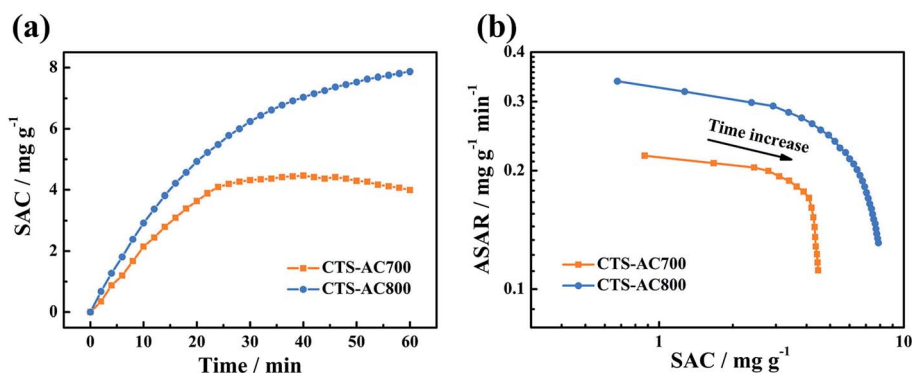 (a)
8
6
4
2
0
SAC / mg g⁻¹
CTS-AC700
CTS-AC800
0 10 20 30 40 50 60
Time / min
(b)
0.4
0.3
0.2
0.1
ASAR / mg g⁻¹ min⁻¹
Time increase
CTS-AC700
CTS-AC800
1 10
SAC / mg g⁻¹